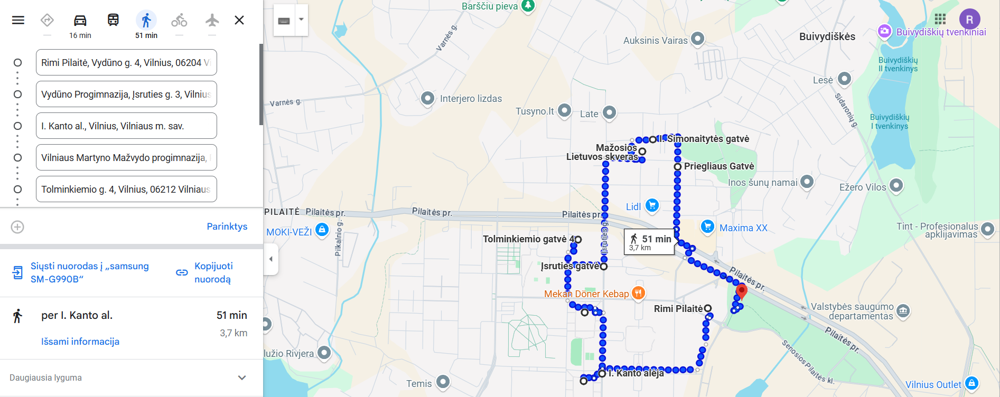 16 min
51 min
Rimi Pilaitė, Vydūno g. 4, Vilnius, 06204
Vydūno Progimnazija, Įsruties g. 3, Vilnius
I. Kanto al., Vilnius, Vilniaus m. sav.
Vilniaus Martyno Mažvydo progimnazija,
Tolminkiemio g. 4, Vilnius, 06212 Vilniaus
Parinktys
Siųsti nuorodas į „samsung
SM-G990B“
Kopijuoti
nuorodą
per I. Kanto al.
51 min
3,7 km
Išsami informacija
Daugiausia lyguma
Barščiu pieva
Varnės g.
Auksinis Vairas
Buivydiškės
R
Buivydiškių tvenkiniai
Buivydiškių
II tvenkinys
Lesė
Varnės g.
Interjero lizdas
Tusyno.lt
Late
Sidaronių g.
Buivydiškių
I tvenkinys
I. Simonaitytės gatvė
Mažosios
Lietuvos skveras
Priegliaus Gatvė
Inos šunų namai
Ežero Vilos
Lidl
PILAITĖ
Pilaitės pr.
Pilaitės pr.
Pilaitės pr.
MOKI-VEŽI
Pilkalnio g.
Įsruties g.
Maxima XX
Tint - Profesionalus
apklijavimas
Tolminkiemio gatvė 4
51 min
3,7 km
Įsruties gatvė
Pilaitės pr.
Mekan Döner Kebap
Rimi Pilaitė
Valstybės saugumo
departamentas
Pilaitės pr.
Senosios Pilaitės kl.
lužio Rivjera
I. Kanto alėja
Temis
Vilnius Outlet